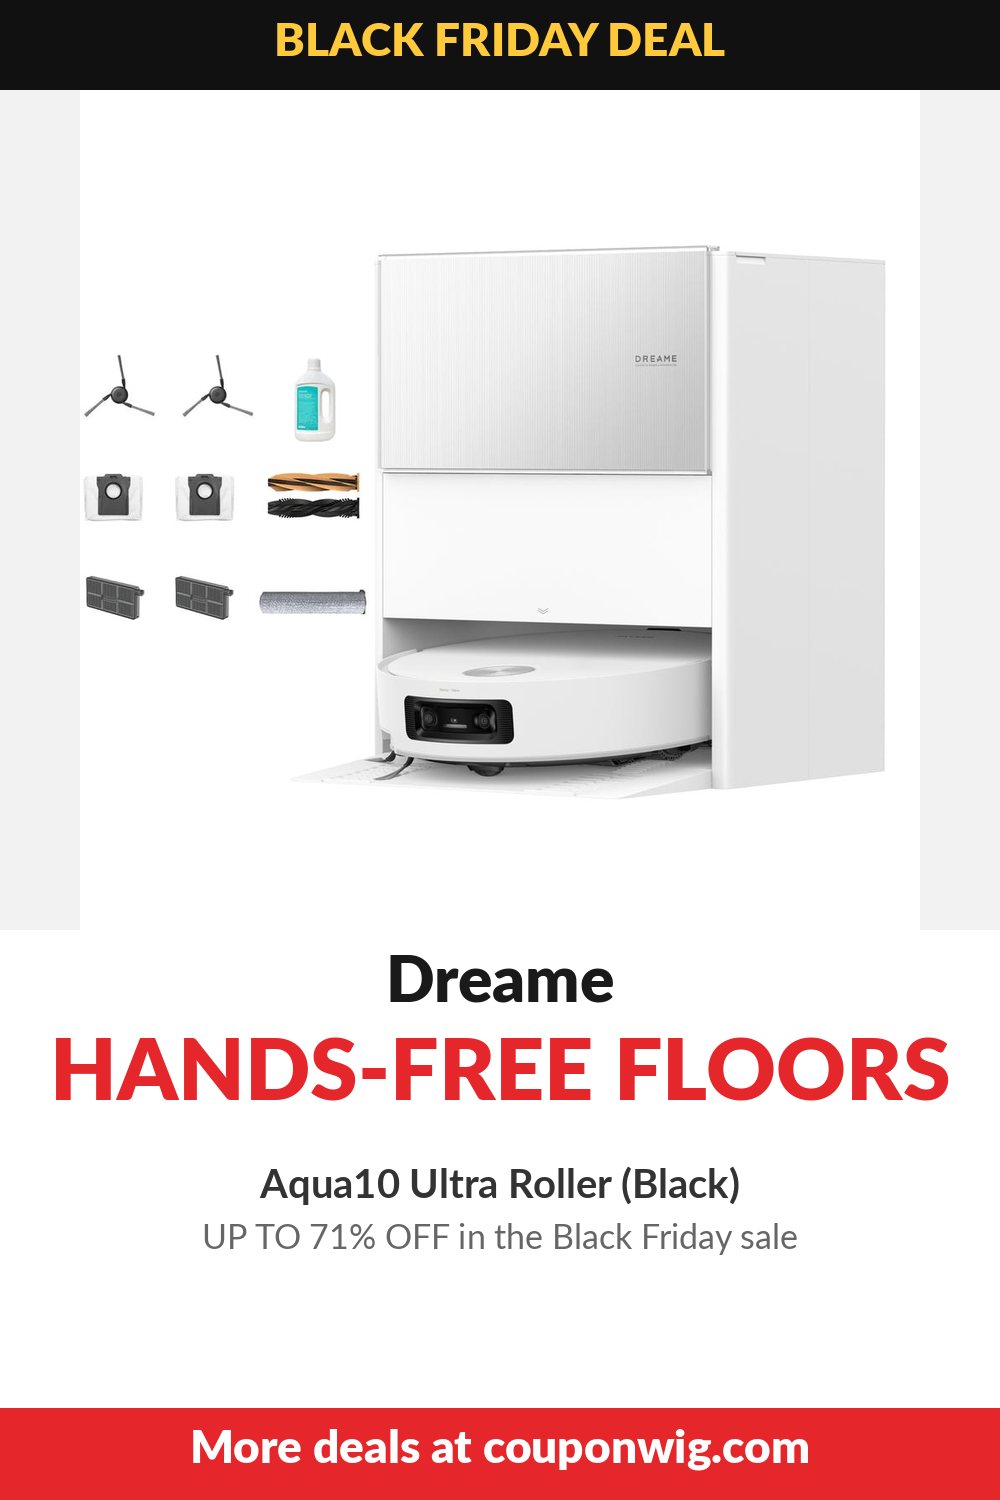 BLACK FRIDAY DEAL
DREAME
Dreame
HANDS-FREE FLOORS
Aqua10 Ultra Roller (Black)
UP TO 71% OFF in the Black Friday sale
More deals at couponwig.com